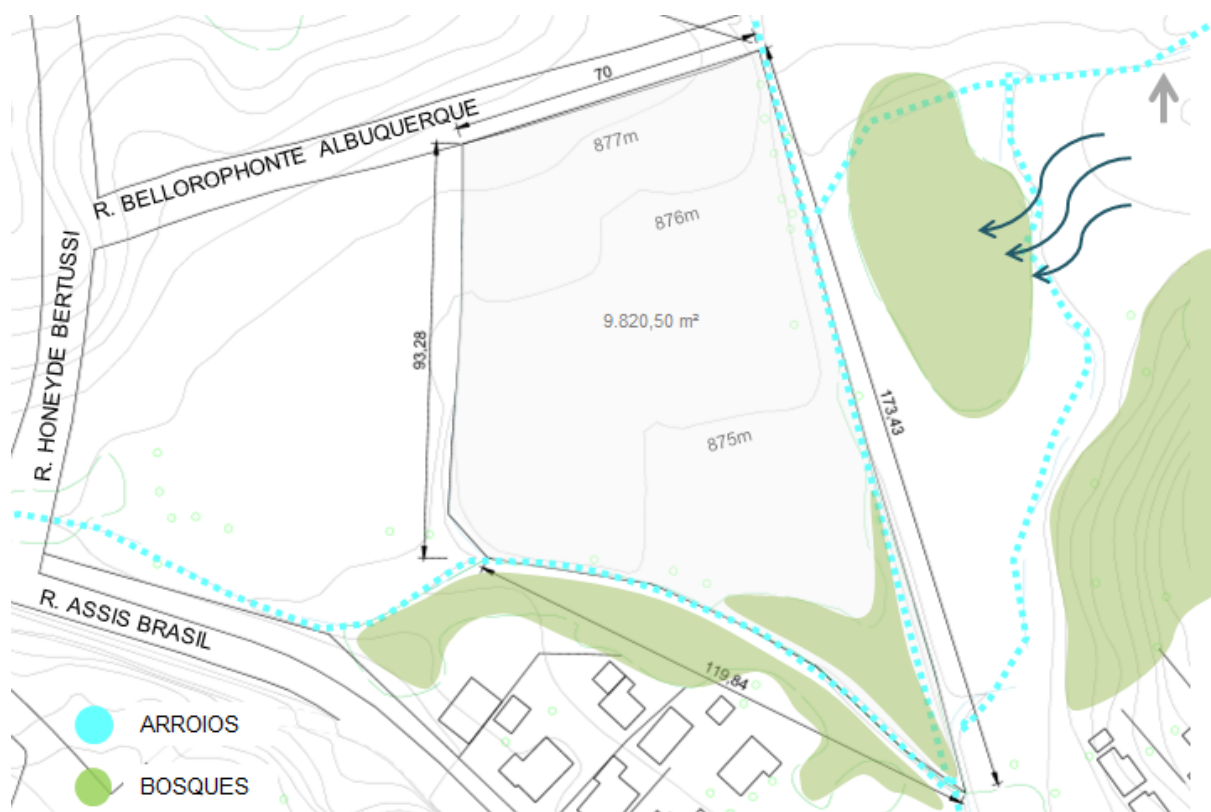 70
R. BELLOROPHONTE ALBUQUERQUE
877m
876m
R. HONEYDE BERTUSSI
9.820,50 m²
93,28
173,43
875m
R. ASSIS BRASIL
119,84
ARROIOS
BOSQUES